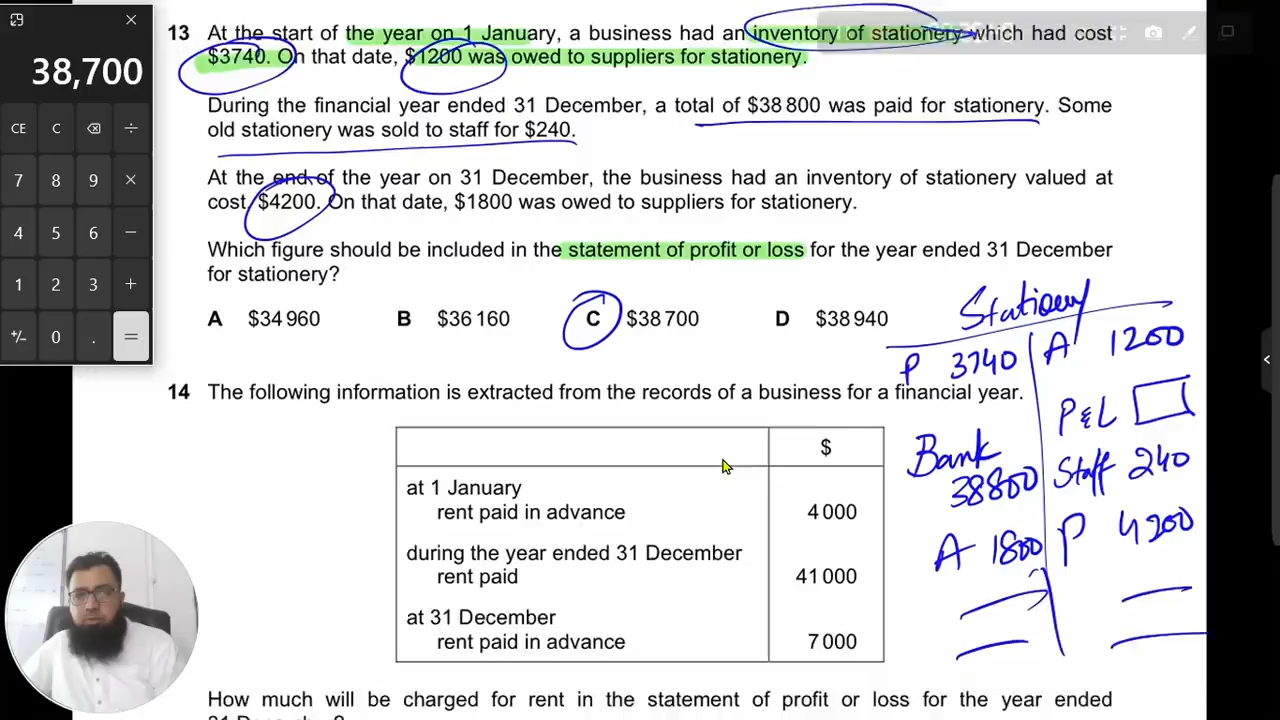 38,700
CE C ÷
7 8 9 ×
4 5 6 −
1 2 3 +
+/− 0 . =
13 At the start of the year on 1 January, a business had an inventory of stationery which had cost
$3740. On that date, $1200 was owed to suppliers for stationery.
During the financial year ended 31 December, a total of $38 800 was paid for stationery. Some
old stationery was sold to staff for $240.
At the end of the year on 31 December, the business had an inventory of stationery valued at
cost, $4200. On that date, $1800 was owed to suppliers for stationery.
Which figure should be included in the statement of profit or loss for the year ended 31 December
for stationery?
A $34 960 B $36 160 C $38 700 D $38 940
Stationery
P 3740 A 1200
P&L
Bank
38800 Staff 240
A 1800 P 4200
14 The following information is extracted from the records of a business for a financial year.
$
at 1 January
rent paid in advance 4 000
during the year ended 31 December
rent paid 41 000
at 31 December
rent paid in advance 7 000
How much will be charged for rent in the statement of profit or loss for the year ended